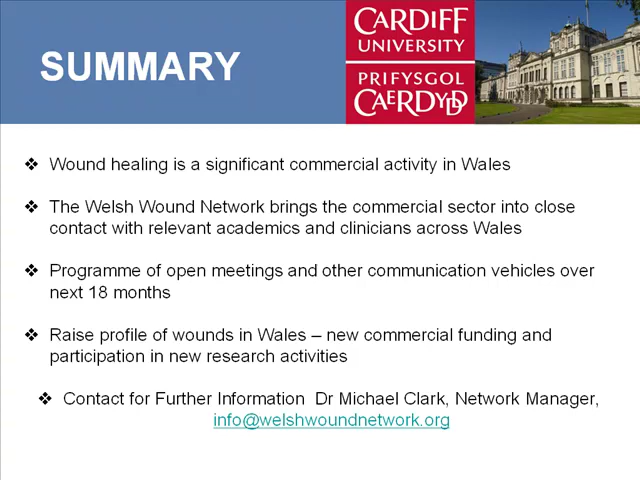 SUMMARY
CARDIFF
UNIVERSITY
PRIFYSGOL
CAERDYDD
❖ Wound healing is a significant commercial activity in Wales
❖ The Welsh Wound Network brings the commercial sector into close
contact with relevant academics and clinicians across Wales
❖ Programme of open meetings and other communication vehicles over
next 18 months
❖ Raise profile of wounds in Wales – new commercial funding and
participation in new research activities
❖ Contact for Further Information  Dr Michael Clark, Network Manager,
info@welshwoundnetwork.org